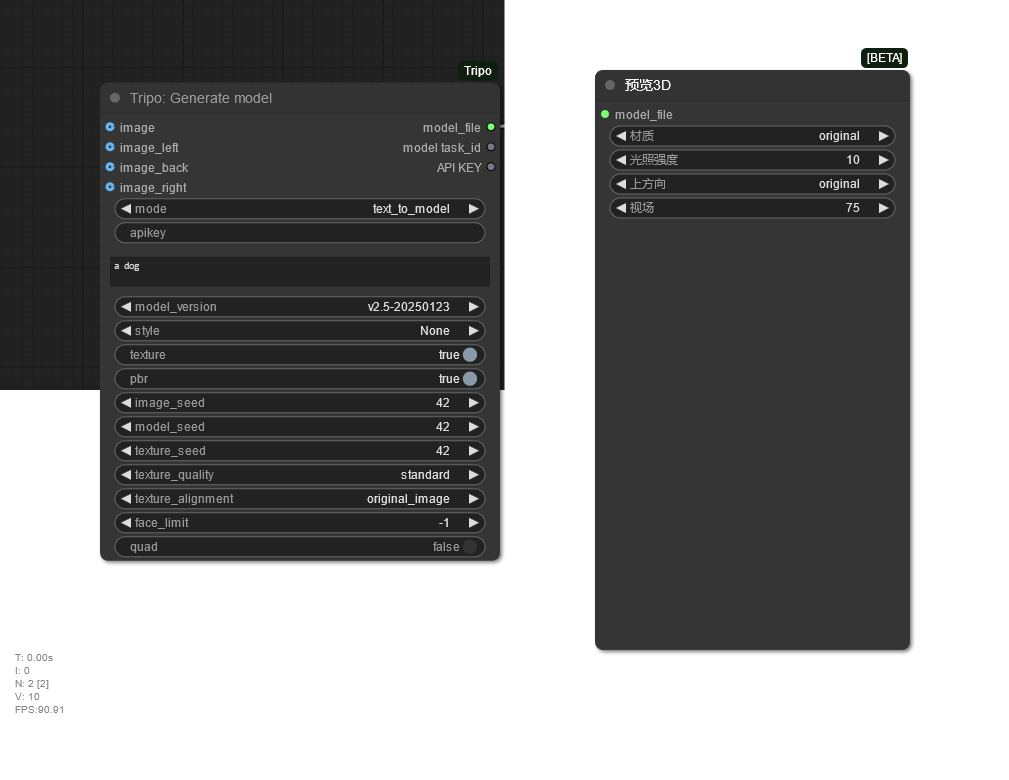 Tripo
Tripo: Generate model
image
model_file
image_left
model task_id
image_back
API KEY
image_right
mode
text_to_model
apikey
a dog
model_version
v2.5-20250123
style
None
texture
true
pbr
true
image_seed
42
model_seed
42
texture_seed
42
texture_quality
standard
texture_alignment
original_image
face_limit
-1
quad
false
[BETA]
预览3D
model_file
材质
original
光照强度
10
上方向
original
视场
75
T: 0.00s
I: 0
N: 2 [2]
V: 10
FPS:90.91